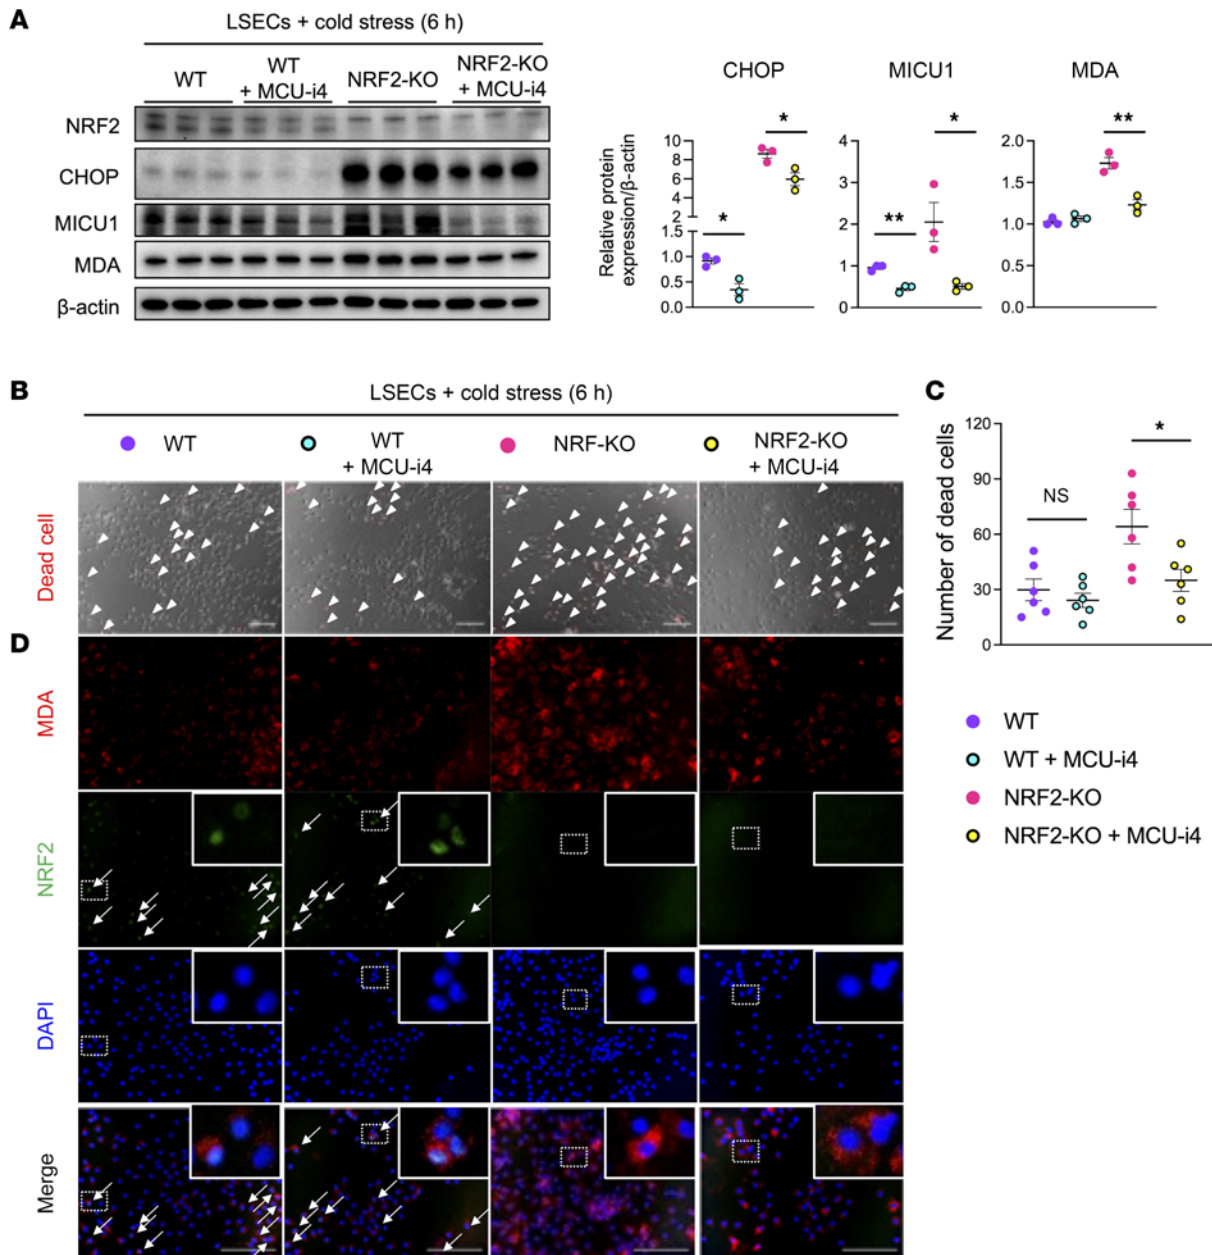 A
LSECs + cold stress (6 h)
WT
WT
+ MCU-i4
NRF2-KO
NRF2-KO
+ MCU-i4
NRF2
CHOP
MICU1
MDA
β-actin
CHOP
MICU1
MDA
Relative protein
expression/β-actin
10
8
6
4
2
1.0
0.5
0.0
*
*
4
3
2
1
0
**
*
2.0
1.5
1.0
0.5
0.0
**
B
LSECs + cold stress (6 h)
WT
WT
+ MCU-i4
NRF-KO
NRF2-KO
+ MCU-i4
Dead cell
C
Number of dead cells
120
90
60
30
0
NS
*
WT
WT + MCU-i4
NRF2-KO
NRF2-KO + MCU-i4
D
MDA
NRF2
DAPI
Merge